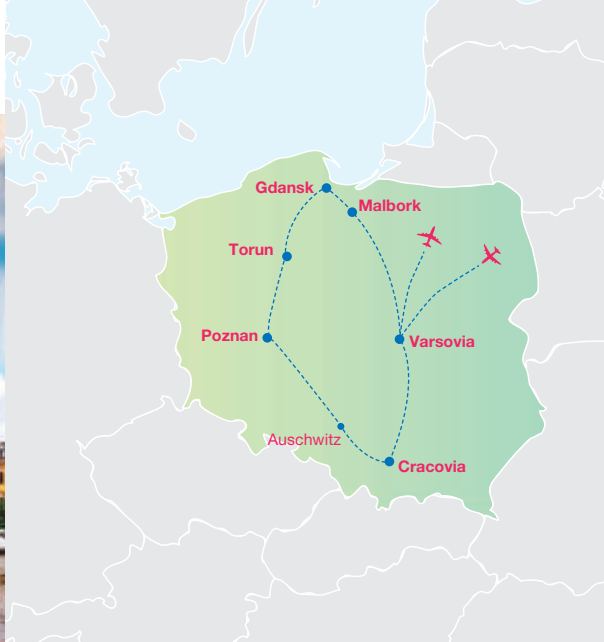 Gdansk
Malbork
Torun
Poznan
Varsovia
Auschwitz
Cracovia